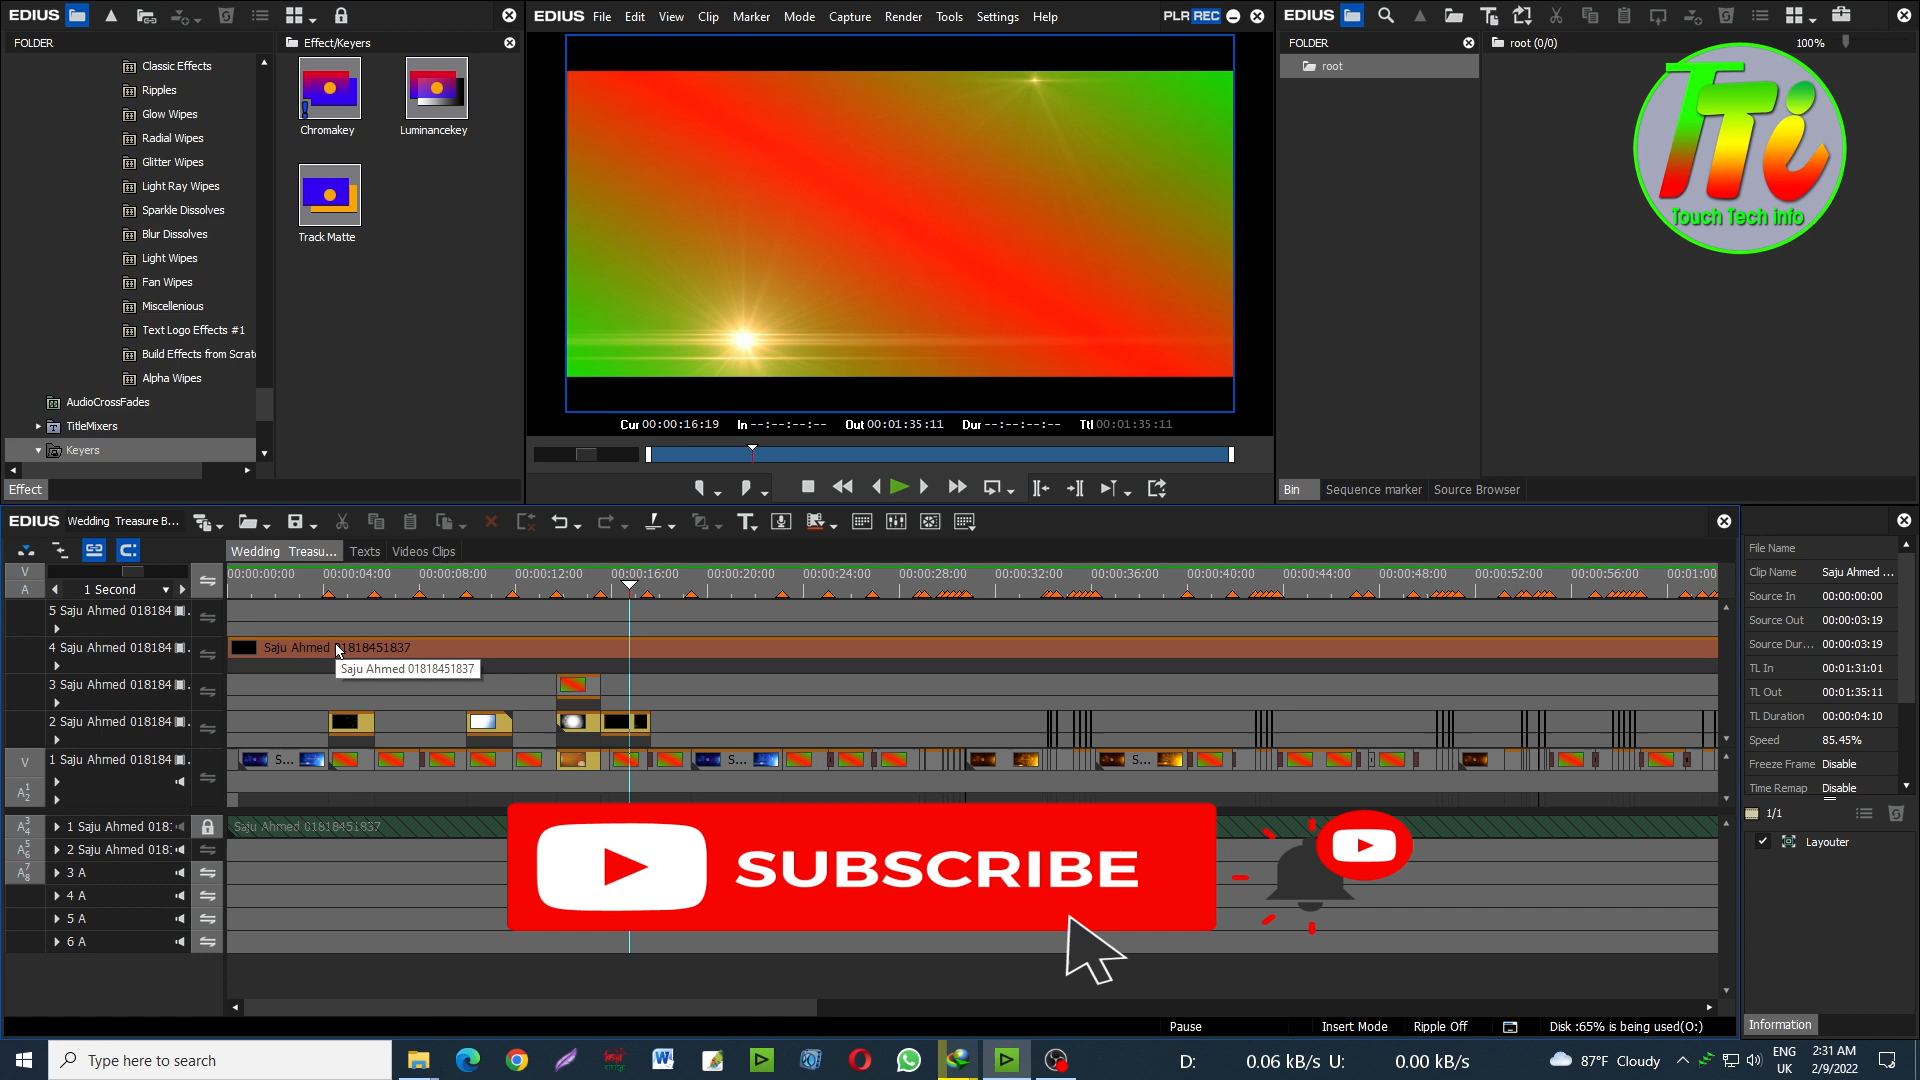 EDIUS
FOLDER
Classic Effects
Ripples
Glow Wipes
Radial Wipes
Glitter Wipes
Light Ray Wipes
Sparkle Dissolves
Blur Dissolves
Light Wipes
Fan Wipes
Miscellenious
Text Logo Effects #1
Build Effects from Scrat
Alpha Wipes
AudioCrossFades
TitleMixers
Keyers
Effect
Effect/Keyers
Chromakey
Luminancekey
Track Matte
EDIUS File Edit View Clip Marker Mode Capture Render Tools Settings Help
PLR REC
Cur 00:00:16:19 In --:--:--:-- Out 00:01:35:11 Dur --:--:--:-- Ttl 00:01:35:11
EDIUS
FOLDER
root
root (0/0)
100%
TTi
Touch Tech info
Bin Sequence marker Source Browser
EDIUS Wedding Treasure B...
Wedding Treasu... Texts Videos Clips
V
A
1 Second
00:00:00:00 00:00:04:00 00:00:08:00 00:00:12:00 00:00:16:00 00:00:20:00 00:00:24:00 00:00:28:00 00:00:32:00 00:00:36:00 00:00:40:00 00:00:44:00 00:00:48:00 00:00:52:00 00:00:56:00 00:01:00
5 Saju Ahmed 018184
4 Saju Ahmed 018184
Saju Ahmed 01818451837
Saju Ahmed 01818451837
3 Saju Ahmed 018184
2 Saju Ahmed 018184
V 1 Saju Ahmed 018184
S... S... S...
A 1 2
A 3 4 1 Saju Ahmed 018:
Saju Ahmed 01818451837
A 5 6 2 Saju Ahmed 018:
A 7 8 3 A
4 A
5 A
6 A
SUBSCRIBE
File Name
Clip Name Saju Ahmed ...
Source In 00:00:00:00
Source Out 00:00:03:19
Source Dur... 00:00:03:19
TL In 00:01:31:01
TL Out 00:01:35:11
TL Duration 00:00:04:10
Speed 85.45%
Freeze Frame Disable
Time Remap Disable
1/1
Layouter
Information
Pause Insert Mode Ripple Off Disk :65% is being used(O:)
Type here to search
D: 0.06 kB/s U: 0.00 kB/s
87°F Cloudy
ENG
UK
2:31 AM
2/9/2022